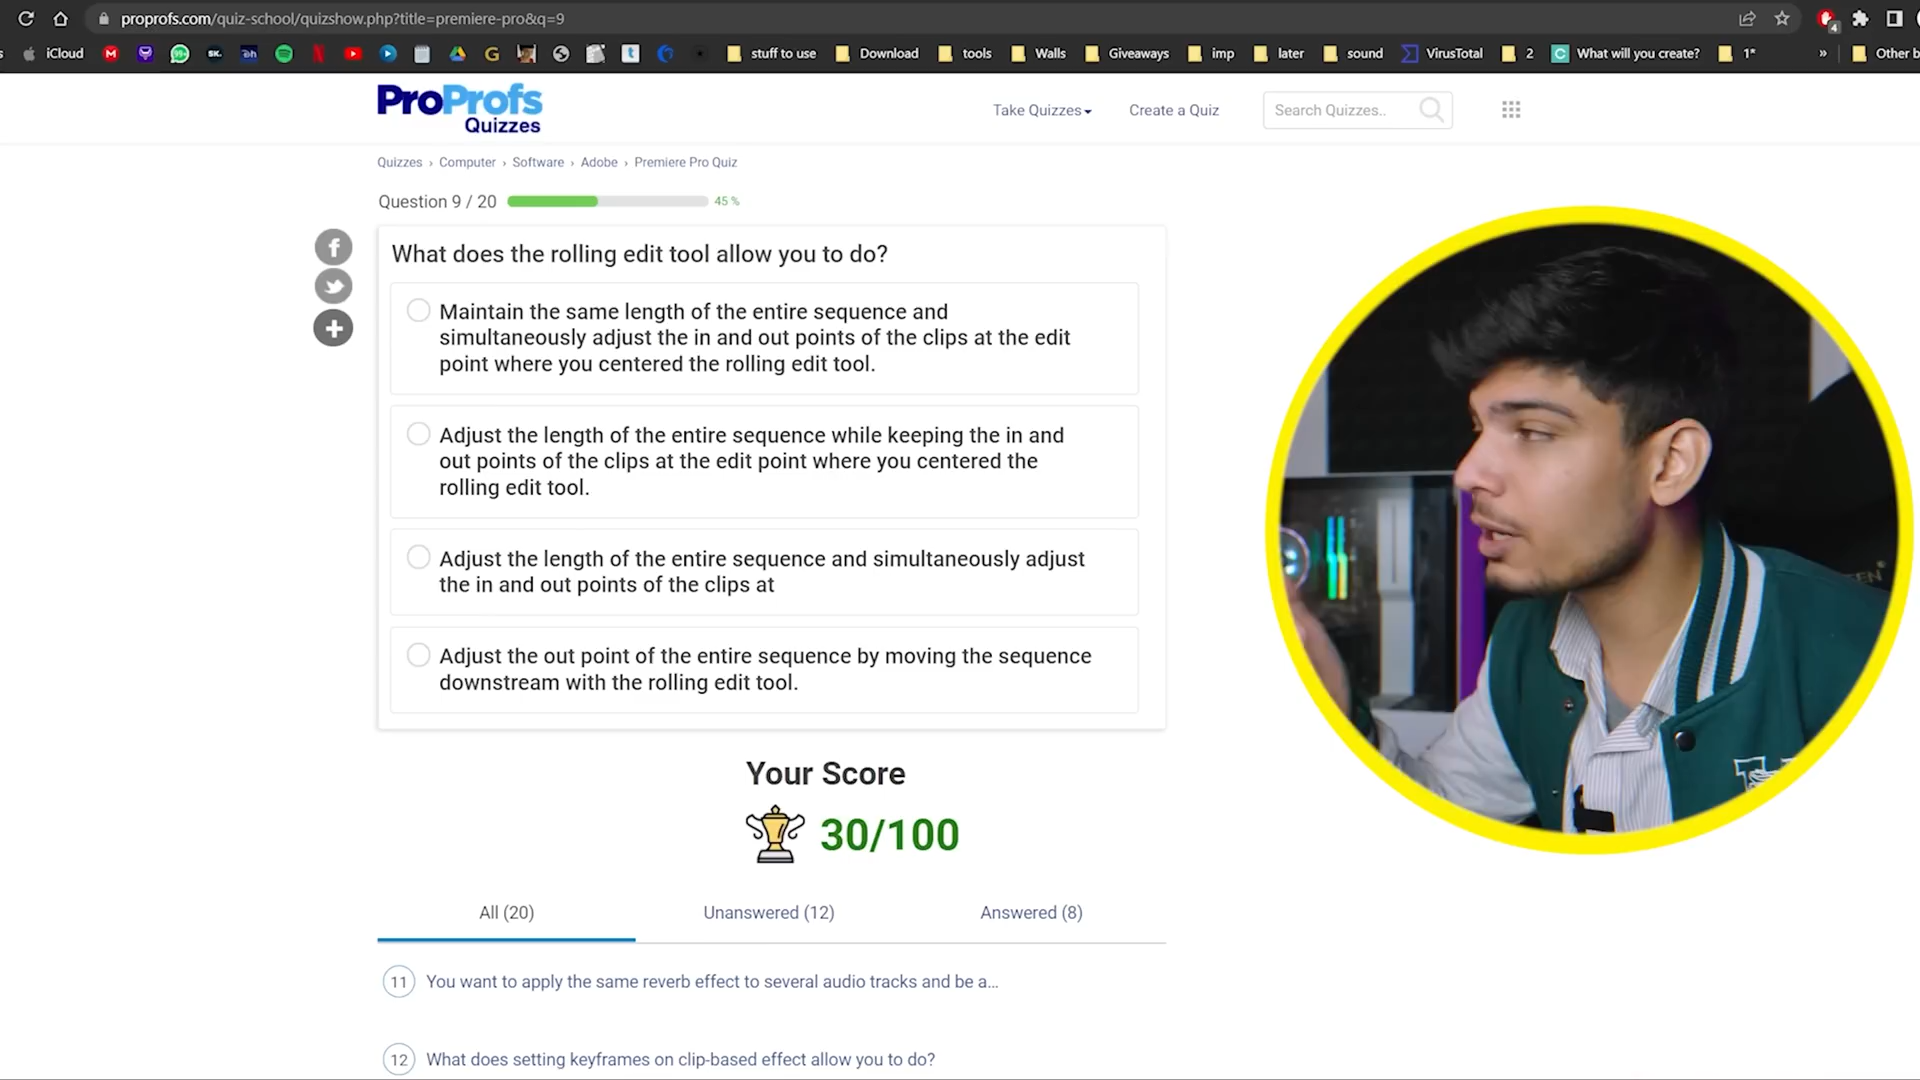 proprofs.com/quiz-school/quizshow.php?title=premiere-pro&q=9
4
iCloud
M
99+
SK.
G
t
stuff to use
Download
tools
Walls
Giveaways
imp
later
sound
VirusTotal
2
C
What will you create?
1*
»
Other b
ProProfs
Quizzes
Take Quizzes
Create a Quiz
Search Quizzes..
Quizzes › Computer › Software › Adobe › Premiere Pro Quiz
Question 9 / 20
45 %
What does the rolling edit tool allow you to do?
Maintain the same length of the entire sequence and
simultaneously adjust the in and out points of the clips at the edit
point where you centered the rolling edit tool.
Adjust the length of the entire sequence while keeping the in and
out points of the clips at the edit point where you centered the
rolling edit tool.
Adjust the length of the entire sequence and simultaneously adjust
the in and out points of the clips at
Adjust the out point of the entire sequence by moving the sequence
downstream with the rolling edit tool.
Your Score
30/100
All (20)
Unanswered (12)
Answered (8)
11 You want to apply the same reverb effect to several audio tracks and be a...
12 What does setting keyframes on clip-based effect allow you to do?